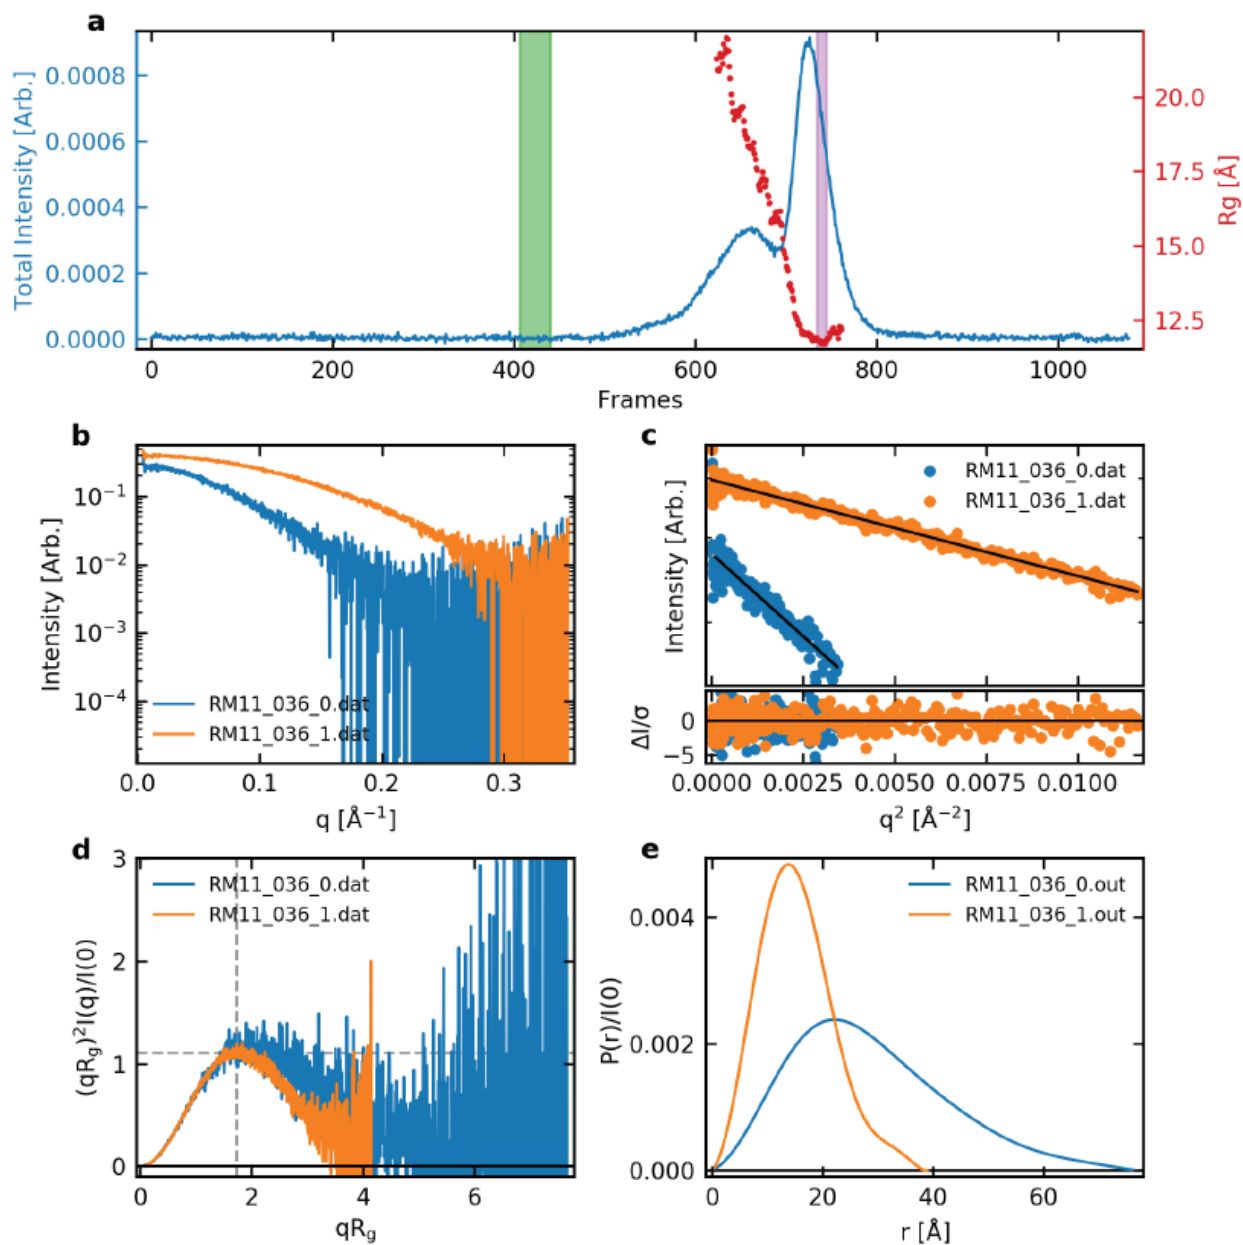 a
Total Intensity [Arb.]
0.0008
0.0006
0.0004
0.0002
0.0000
20.0
17.5
15.0
12.5
Rg [Å]
0 200 400 600 800 1000
Frames
b
Intensity [Arb.]
10⁻¹
10⁻²
10⁻³
10⁻⁴
RM11_036_0.dat
RM11_036_1.dat
0.0 0.1 0.2 0.3
q [Å⁻¹]
c
Intensity [Arb.]
RM11_036_0.dat
RM11_036_1.dat
ΔI/σ
0
−5
0.0000 0.0025 0.0050 0.0075 0.0100
q² [Å⁻²]
d
(qRg)²I(q)/I(0)
3
2
1
0
RM11_036_0.dat
RM11_036_1.dat
0 2 4 6
qRg
e
P(r)/I(0)
0.004
0.002
0.000
RM11_036_0.out
RM11_036_1.out
0 20 40 60
r [Å]